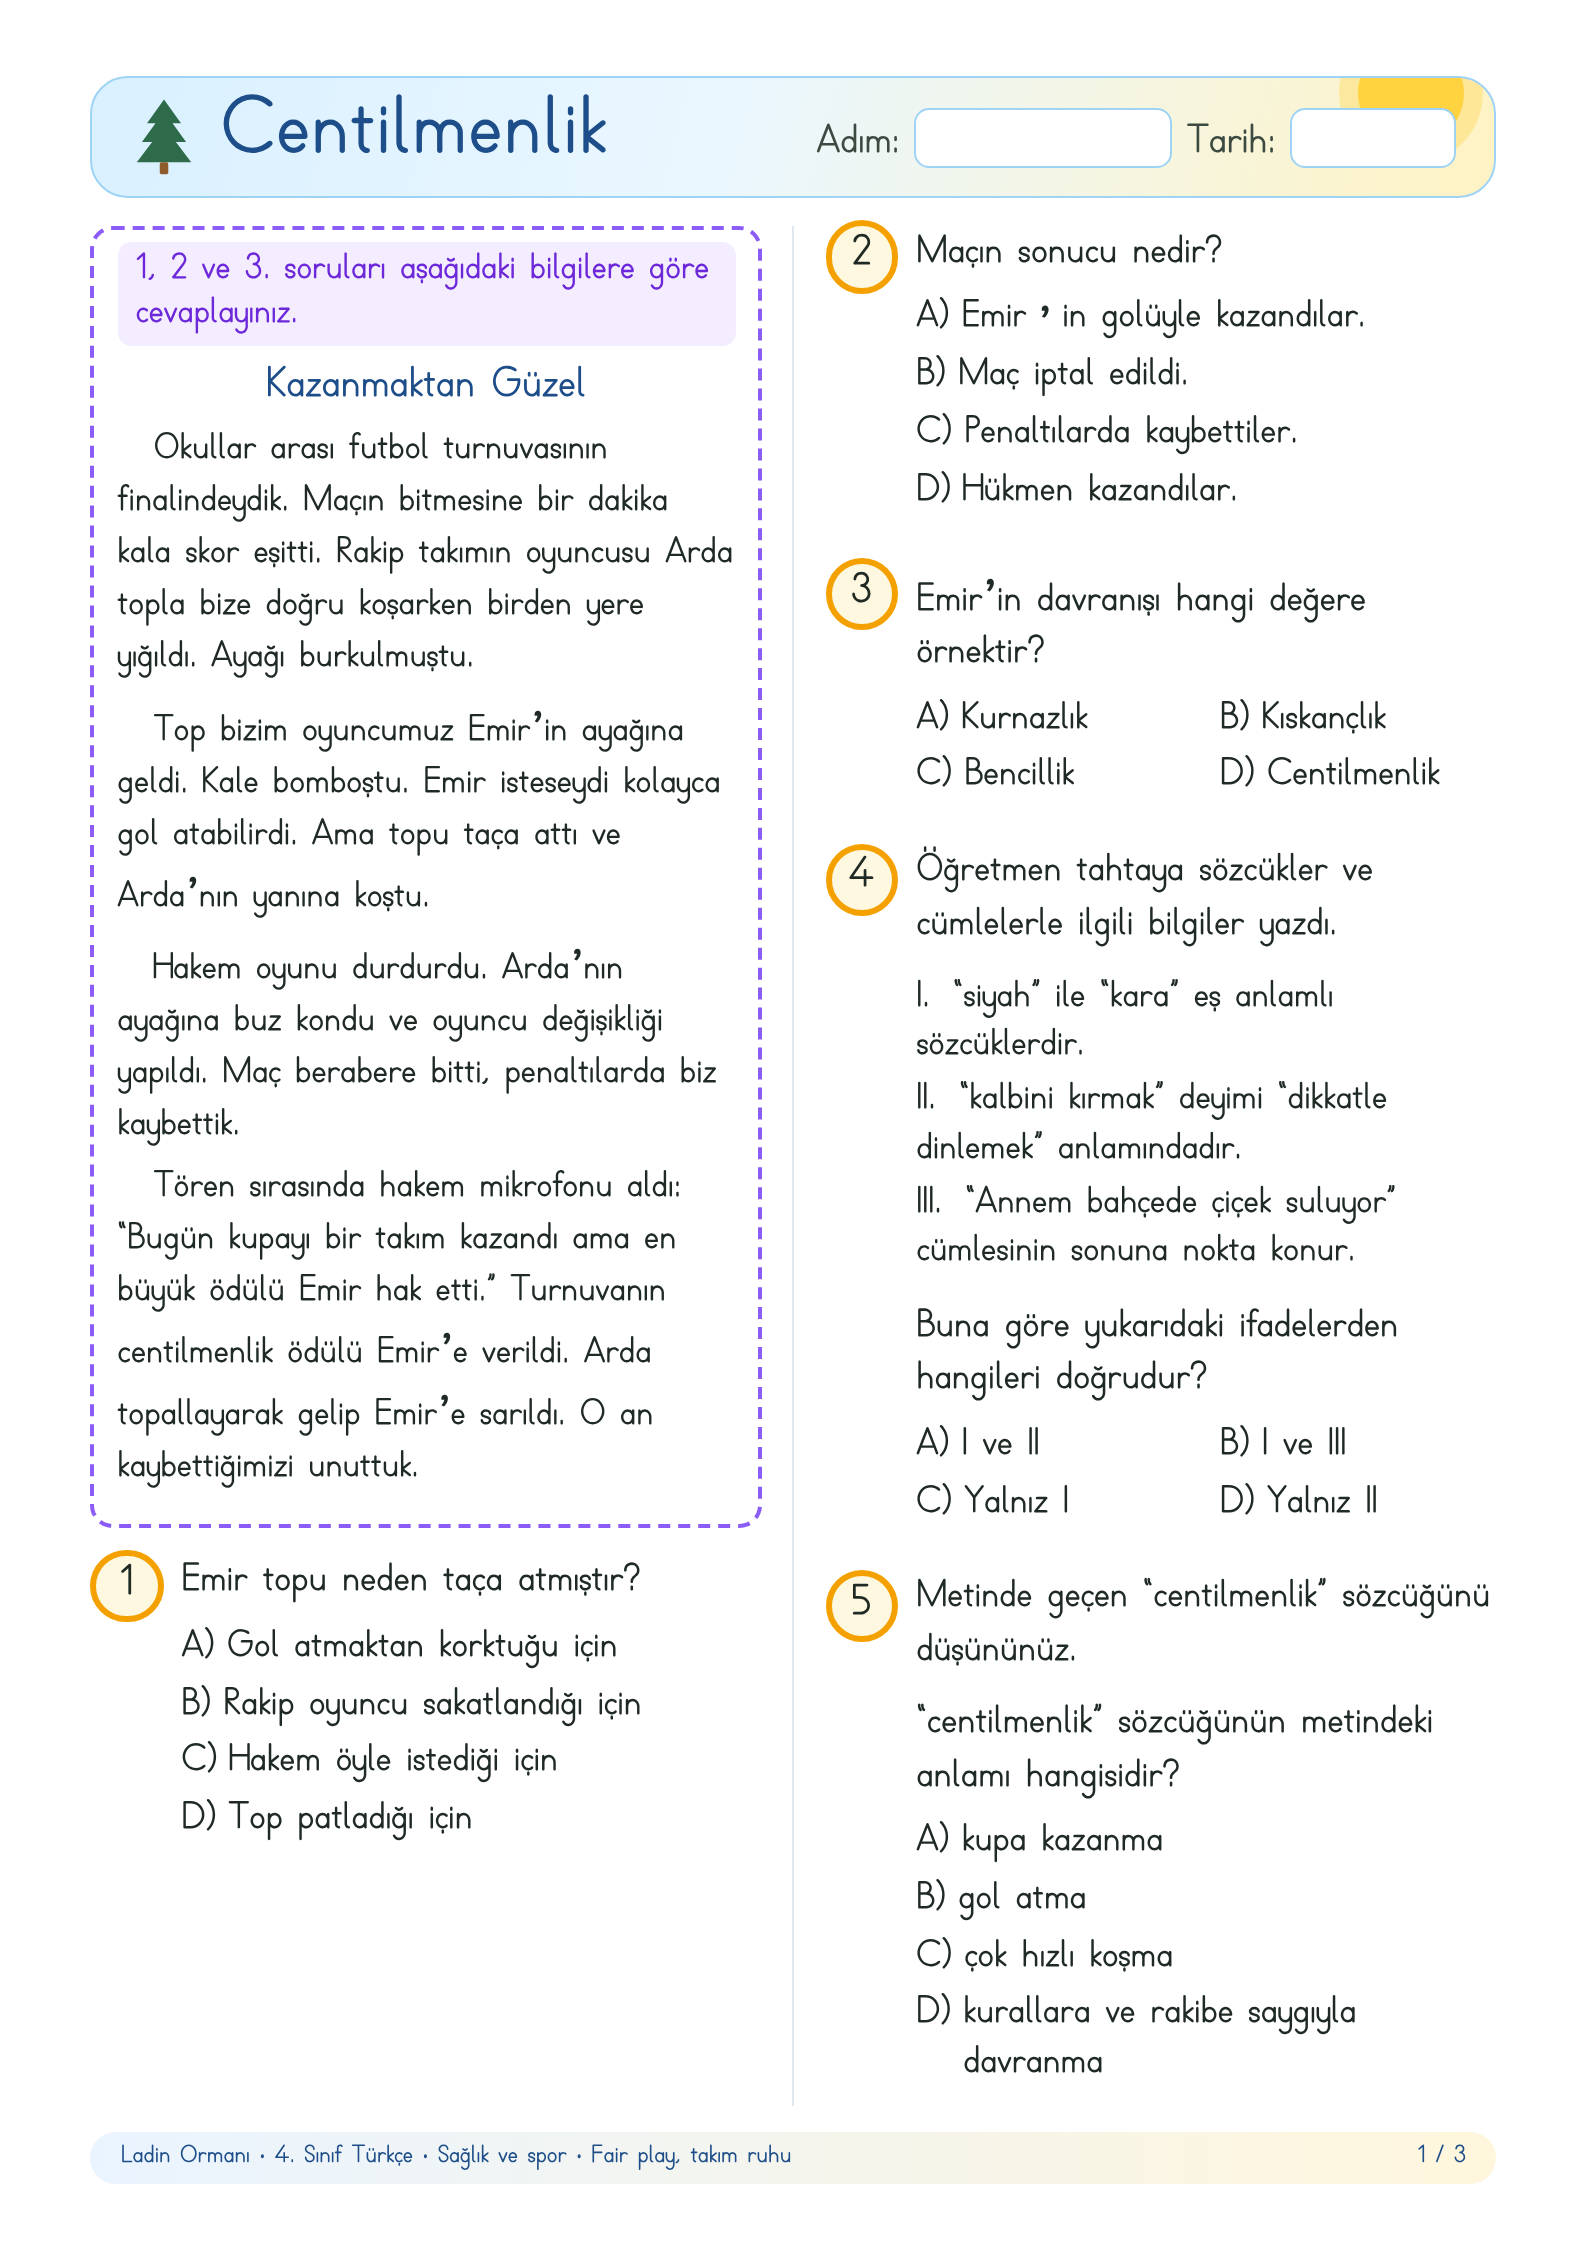 Centilmenlik
Adım:
Tarih:
1, 2 ve 3. soruları aşağıdaki bilgilere göre
cevaplayınız.
Kazanmaktan Güzel
Okullar arası futbol turnuvasının
finalindeydik. Maçın bitmesine bir dakika
kala skor eşitti. Rakip takımın oyuncusu Arda
topla bize doğru koşarken birden yere
yığıldı. Ayağı burkulmuştu.
Top bizim oyuncumuz Emir’in ayağına
geldi. Kale bomboştu. Emir isteseydi kolayca
gol atabilirdi. Ama topu taça attı ve
Arda’nın yanına koştu.
Hakem oyunu durdurdu. Arda’nın
ayağına buz kondu ve oyuncu değişikliği
yapıldı. Maç berabere bitti, penaltılarda biz
kaybettik.
Tören sırasında hakem mikrofonu aldı:
“Bugün kupayı bir takım kazandı ama en
büyük ödülü Emir hak etti.” Turnuvanın
centilmenlik ödülü Emir’e verildi. Arda
topallayarak gelip Emir’e sarıldı. O an
kaybettiğimizi unuttuk.
1 Emir topu neden taça atmıştır?
A) Gol atmaktan korktuğu için
B) Rakip oyuncu sakatlandığı için
C) Hakem öyle istediği için
D) Top patladığı için
2 Maçın sonucu nedir?
A) Emir ’ in golüyle kazandılar.
B) Maç iptal edildi.
C) Penaltılarda kaybettiler.
D) Hükmen kazandılar.
3 Emir’in davranışı hangi değere
örnektir?
A) Kurnazlık B) Kıskançlık
C) Bencillik D) Centilmenlik
4 Öğretmen tahtaya sözcükler ve
cümlelerle ilgili bilgiler yazdı.
I. “siyah” ile “kara” eş anlamlı
sözcüklerdir.
II. “kalbini kırmak” deyimi “dikkatle
dinlemek” anlamındadır.
III. “Annem bahçede çiçek suluyor”
cümlesinin sonuna nokta konur.
Buna göre yukarıdaki ifadelerden
hangileri doğrudur?
A) I ve II B) I ve III
C) Yalnız I D) Yalnız II
5 Metinde geçen “centilmenlik” sözcüğünü
düşününüz.
“centilmenlik” sözcüğünün metindeki
anlamı hangisidir?
A) kupa kazanma
B) gol atma
C) çok hızlı koşma
D) kurallara ve rakibe saygıyla
davranma
Ladin Ormanı • 4. Sınıf Türkçe • Sağlık ve spor • Fair play, takım ruhu
1 / 3